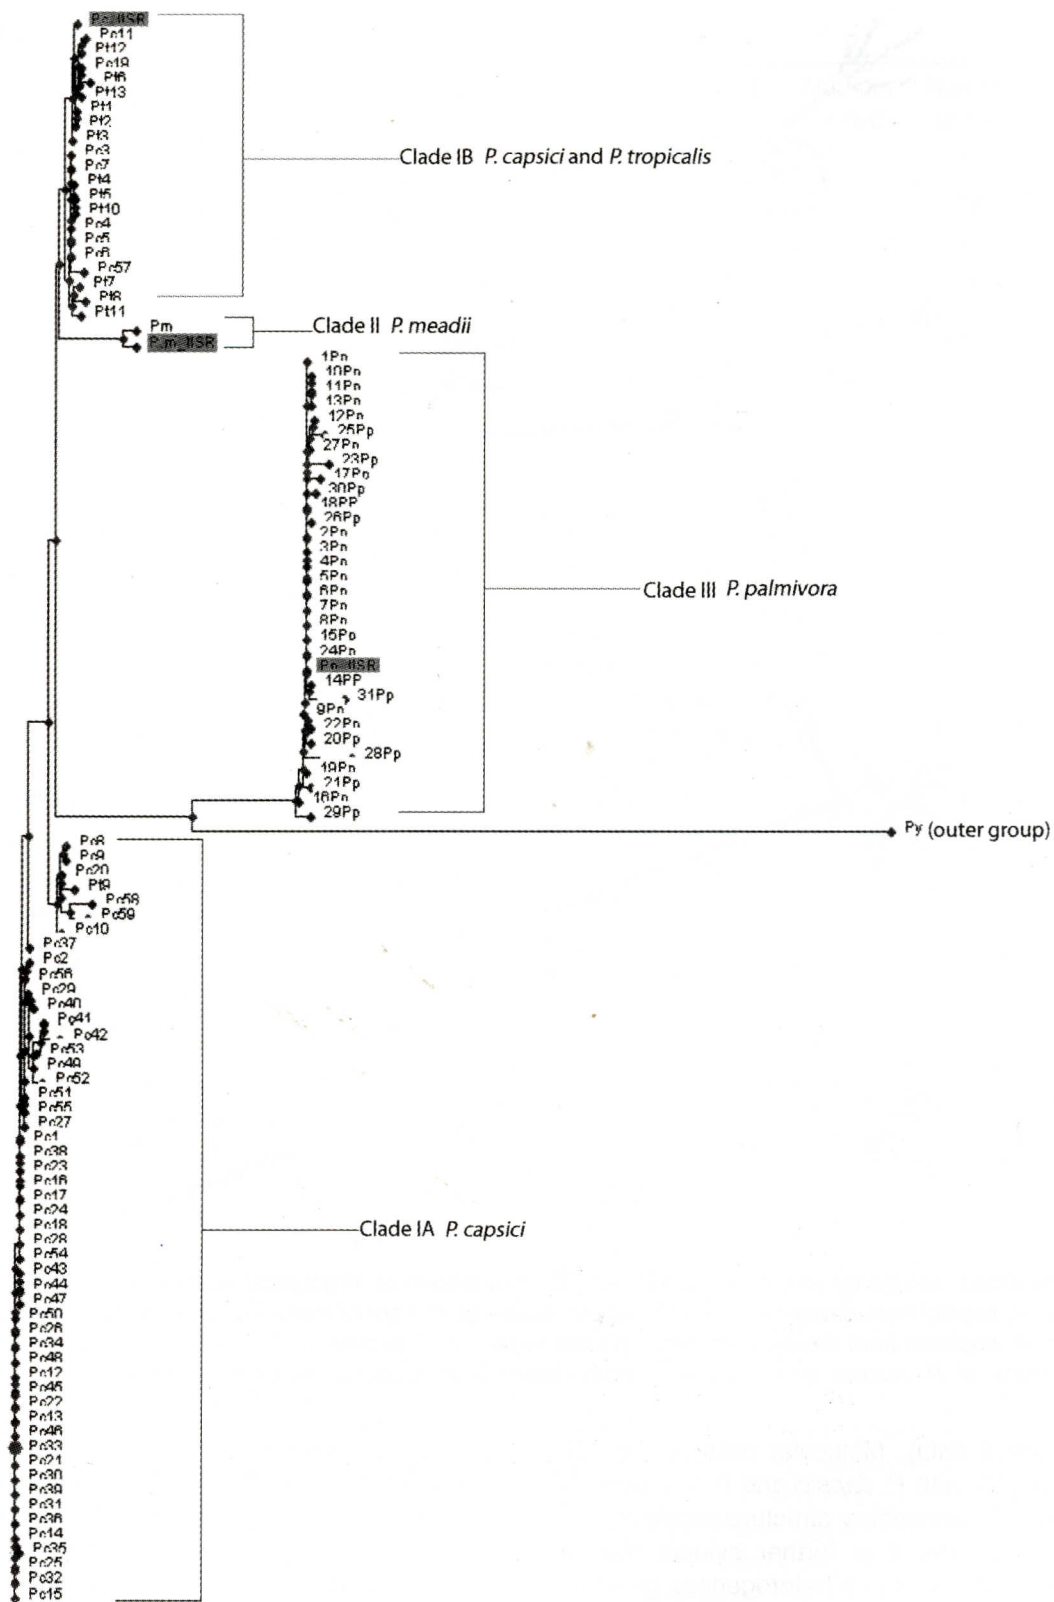 Pc_IISR
Pc11
Pt12
Pc19
Pt6
Pt13
Pt1
Pt2
Pt3
Pc3
Pc7
Pt4
Pt5
Pt10
Pc4
Pc5
Pc6
Pc57
Pt7
Pt8
Pt11
Clade IB P. capsici and P. tropicalis
Pm
P.m_IISR
Clade II P. meadii
1Pp
10Pp
11Pp
13Pp
12Pp
25Pp
27Pp
23Pp
17Pp
30Pp
18PP
26Pp
2Pp
3Pp
4Pp
5Pp
6Pp
7Pp
8Pp
15Pp
24Pp
Pp_IISR
14PP
31Pp
9Pp
22Pp
20Pp
28Pp
19Pp
21Pp
16Pp
29Pp
Clade III P. palmivora
Py (outer group)
Pc8
Pc9
Pc20
Pt9
Pc58
Pc59
Pc10
Pc37
Pc2
Pc56
Pc29
Pc40
Pc41
Pc42
Pc53
Pc49
Pc52
Pc51
Pc55
Pc27
Pc1
Pc38
Pc23
Pc16
Pc17
Pc24
Pc18
Pc28
Pc54
Pc43
Pc44
Pc47
Pc50
Pc26
Pc34
Pc48
Pc12
Pc45
Pc22
Pc13
Pc46
Pc33
Pc21
Pc30
Pc39
Pc31
Pc36
Pc14
Pc35
Pc25
Pc32
Pc15
Clade IA P. capsici